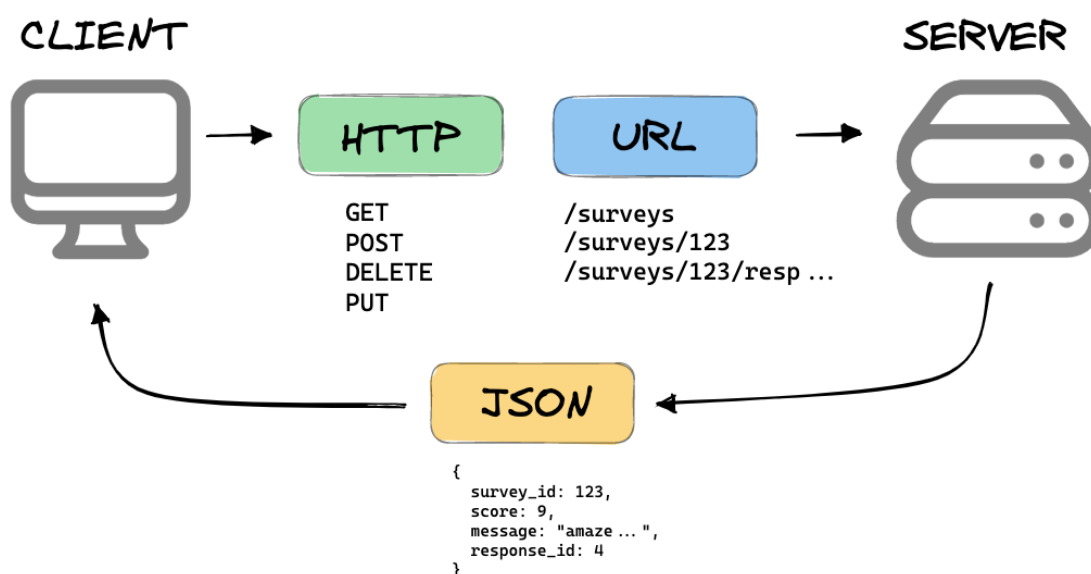 CLIENT
SERVER
HTTP
URL
GET
POST
DELETE
PUT
/surveys
/surveys/123
/surveys/123/resp...
JSON
{
survey_id: 123,
score: 9,
message: "amaze...",
response_id: 4
}